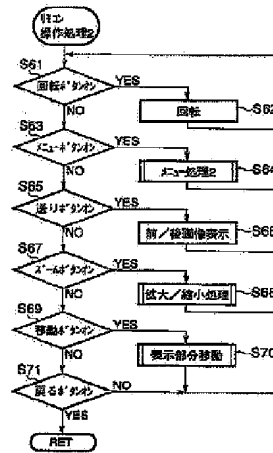 リモコン
操作処理2
S61
回転ボタンオン
YES
回転
S62
NO
S63
メニューボタンオン
YES
メニュー処理2
S64
NO
S65
送りボタンオン
YES
前/後画像表示
S66
NO
S67
ズームボタンオン
YES
拡大/縮小処理
S68
NO
S69
移動ボタンオン
YES
表示部分移動
S70
NO
S71
戻るボタンオン
NO
YES
RET